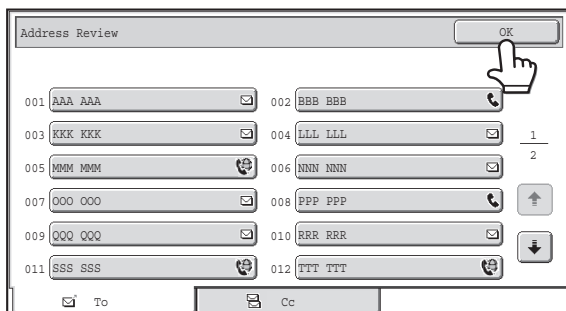 Address Review OK
001 AAA AAA 002 BBB BBB
003 KKK KKK 004 LLL LLL
1
005 MMM MMM 006 NNN NNN
2
007 OOO OOO 008 PPP PPP
009 QQQ QQQ 010 RRR RRR
011 SSS SSS 012 TTT TTT
To Cc